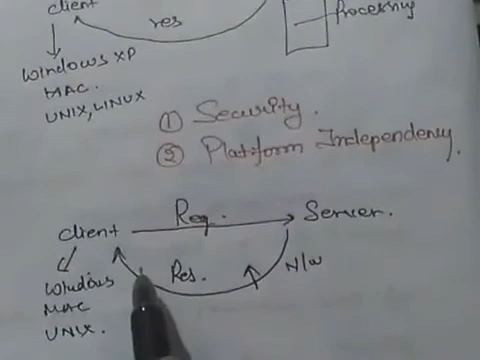 client
res
Processing
Windows XP
MAC.
UNIX, LINUX
① Security.
② Platform Independency.
client
Req.
Server.
Res.
N/w
Windows
MAC
UNIX.